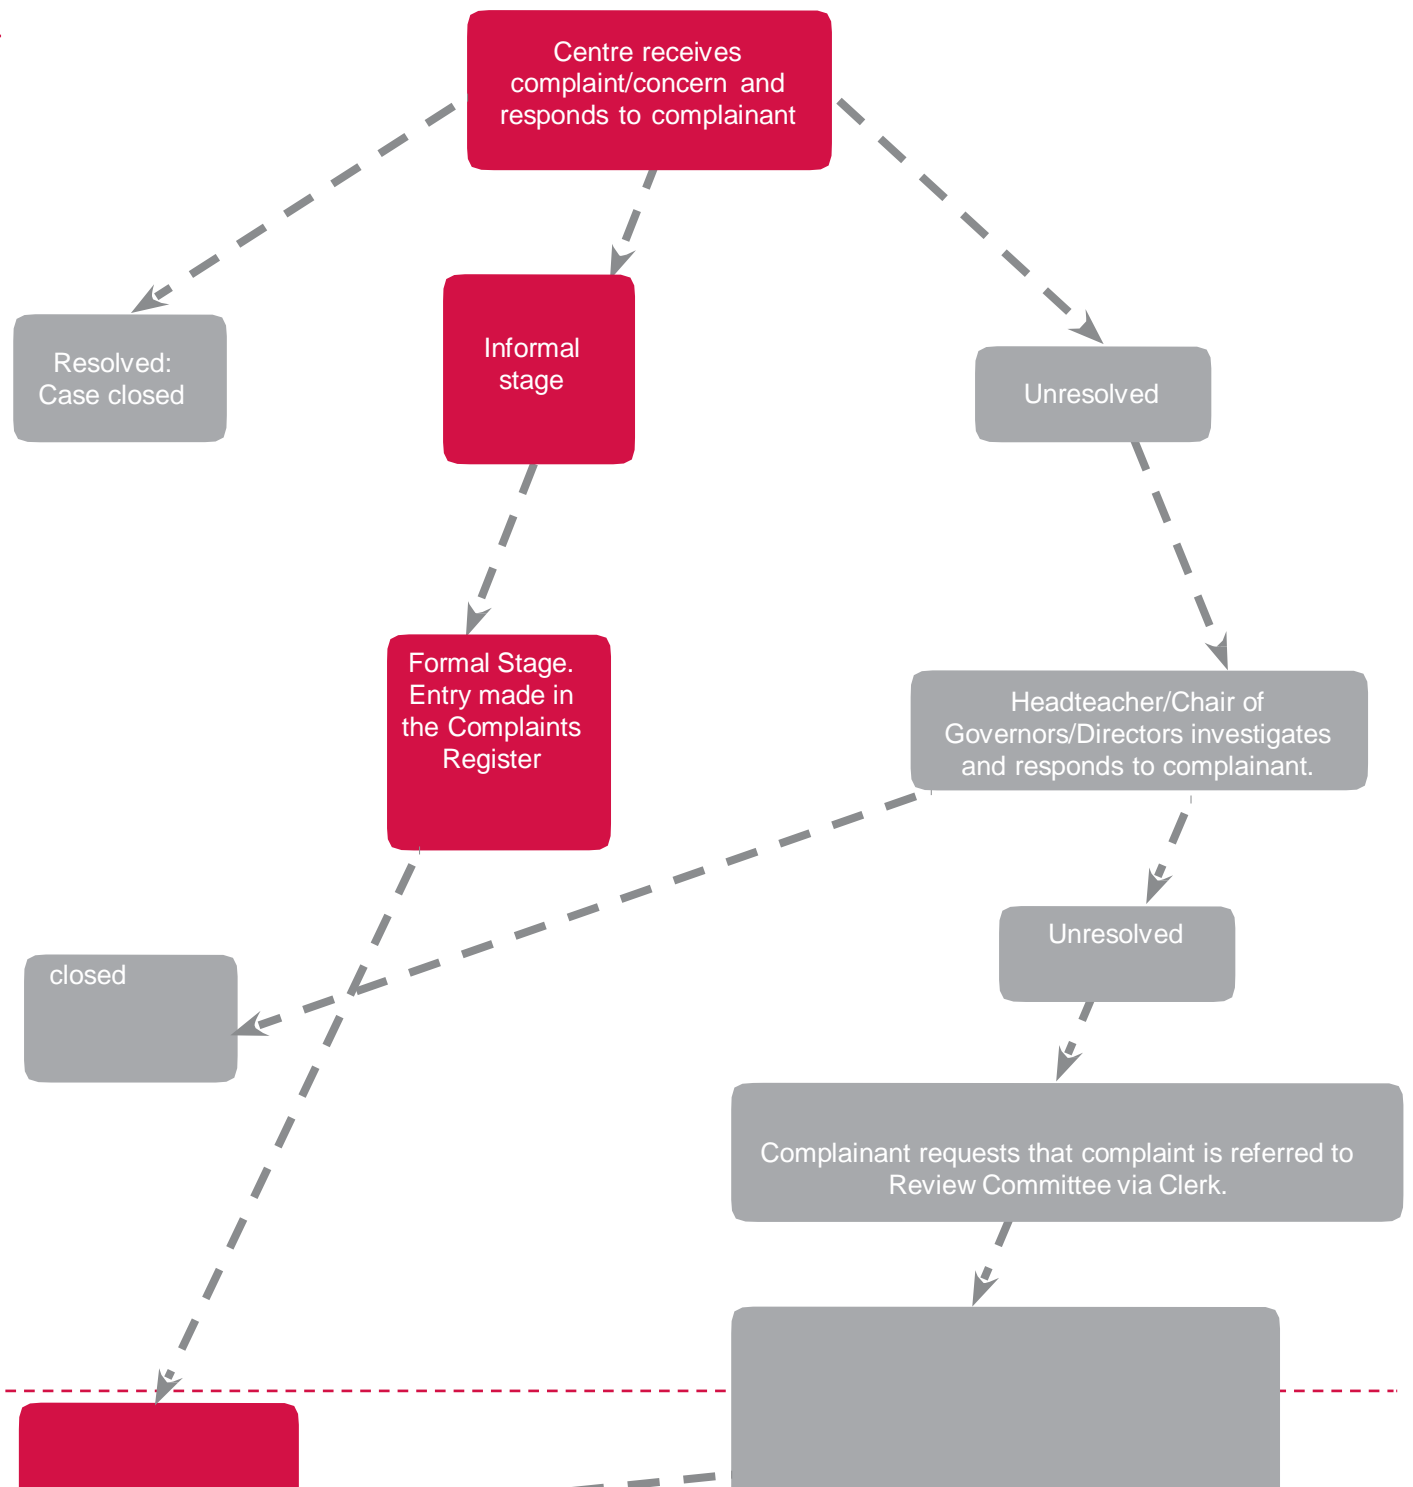 Centre receives
complaint/concern and
responds to complainant
Resolved:
Case closed
Informal
stage
Unresolved
Formal Stage.
Entry made in
the Complaints
Register
Headteacher/Chair of
Governors/Directors investigates
and responds to complainant.
closed
Unresolved
Complainant requests that complaint is referred to
Review Committee via Clerk.